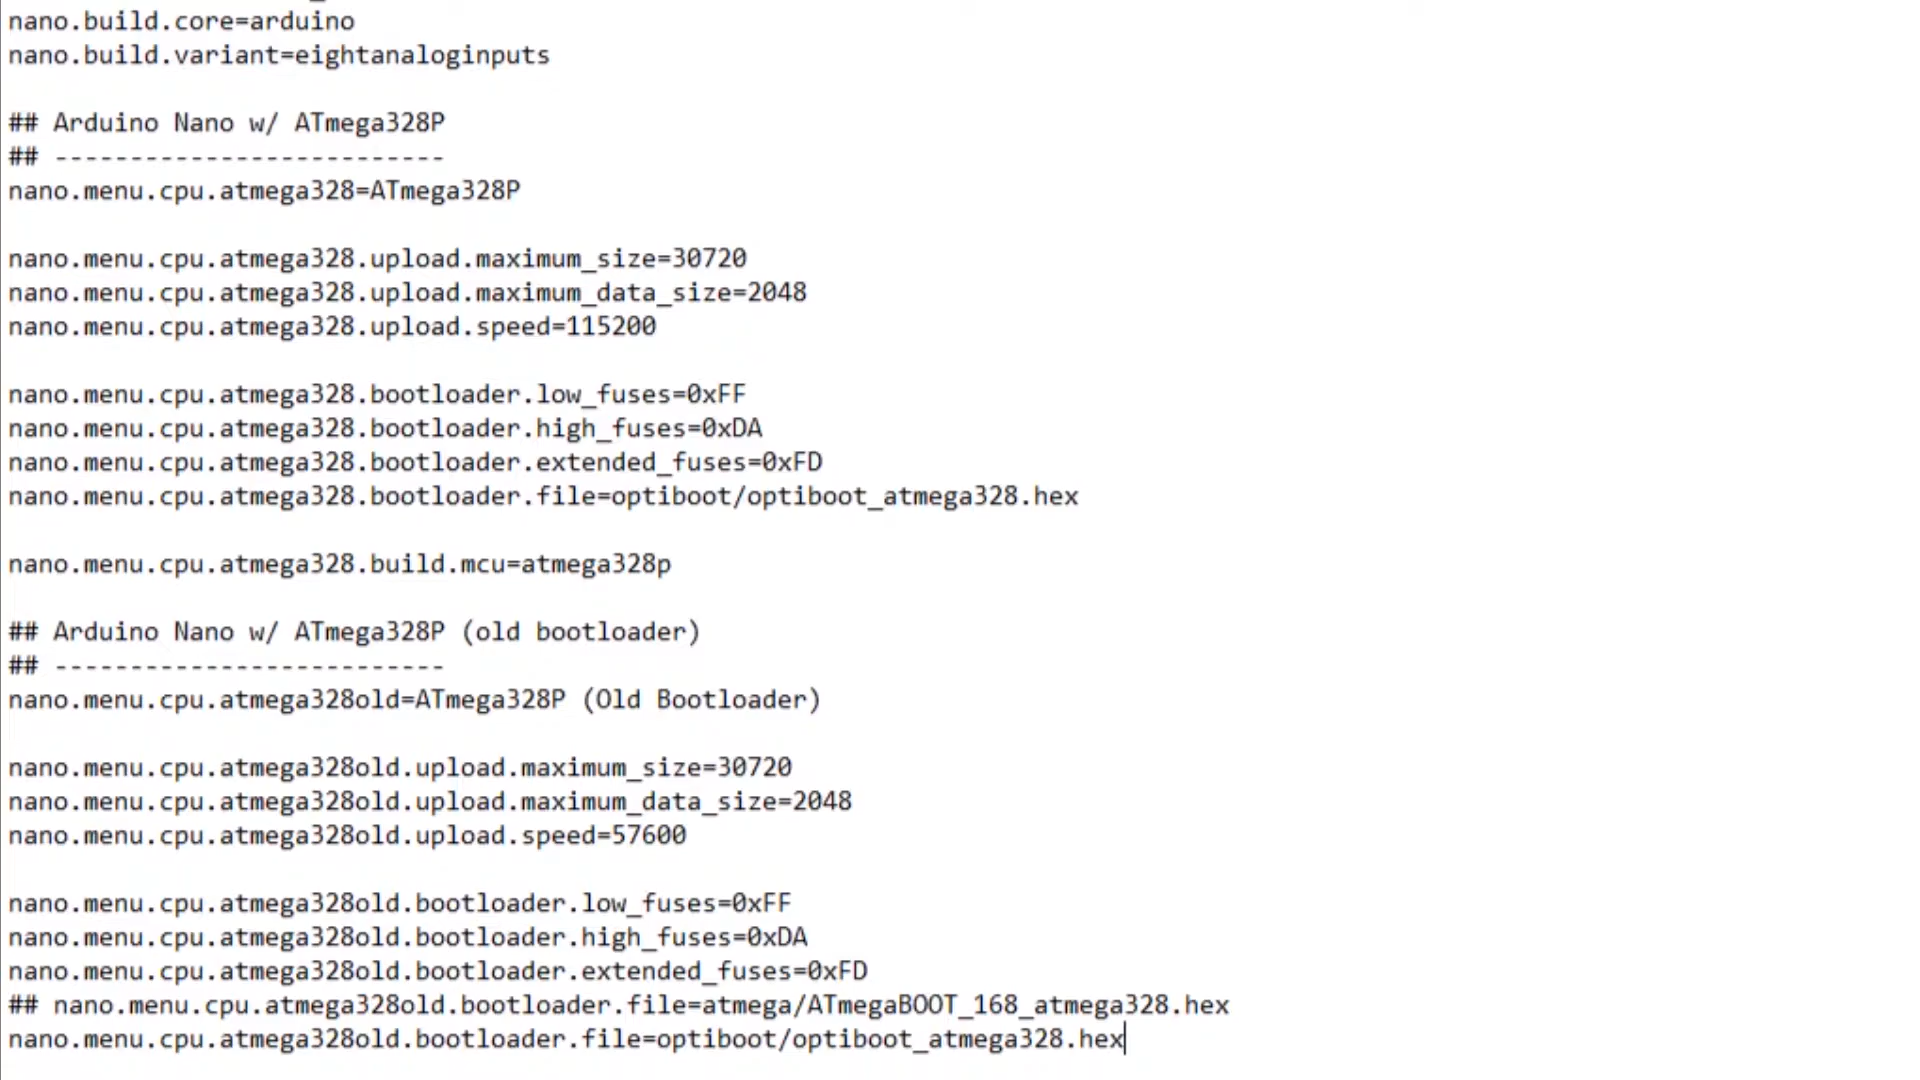 nano.build.core=arduino
nano.build.variant=eightanaloginputs
## Arduino Nano w/ ATmega328P
## --------------------------
nano.menu.cpu.atmega328=ATmega328P
nano.menu.cpu.atmega328.upload.maximum_size=30720
nano.menu.cpu.atmega328.upload.maximum_data_size=2048
nano.menu.cpu.atmega328.upload.speed=115200
nano.menu.cpu.atmega328.bootloader.low_fuses=0xFF
nano.menu.cpu.atmega328.bootloader.high_fuses=0xDA
nano.menu.cpu.atmega328.bootloader.extended_fuses=0xFD
nano.menu.cpu.atmega328.bootloader.file=optiboot/optiboot_atmega328.hex
nano.menu.cpu.atmega328.build.mcu=atmega328p
## Arduino Nano w/ ATmega328P (old bootloader)
## --------------------------
nano.menu.cpu.atmega328old=ATmega328P (Old Bootloader)
nano.menu.cpu.atmega328old.upload.maximum_size=30720
nano.menu.cpu.atmega328old.upload.maximum_data_size=2048
nano.menu.cpu.atmega328old.upload.speed=57600
nano.menu.cpu.atmega328old.bootloader.low_fuses=0xFF
nano.menu.cpu.atmega328old.bootloader.high_fuses=0xDA
nano.menu.cpu.atmega328old.bootloader.extended_fuses=0xFD
## nano.menu.cpu.atmega328old.bootloader.file=atmega/ATmegaBOOT_168_atmega328.hex
nano.menu.cpu.atmega328old.bootloader.file=optiboot/optiboot_atmega328.hex